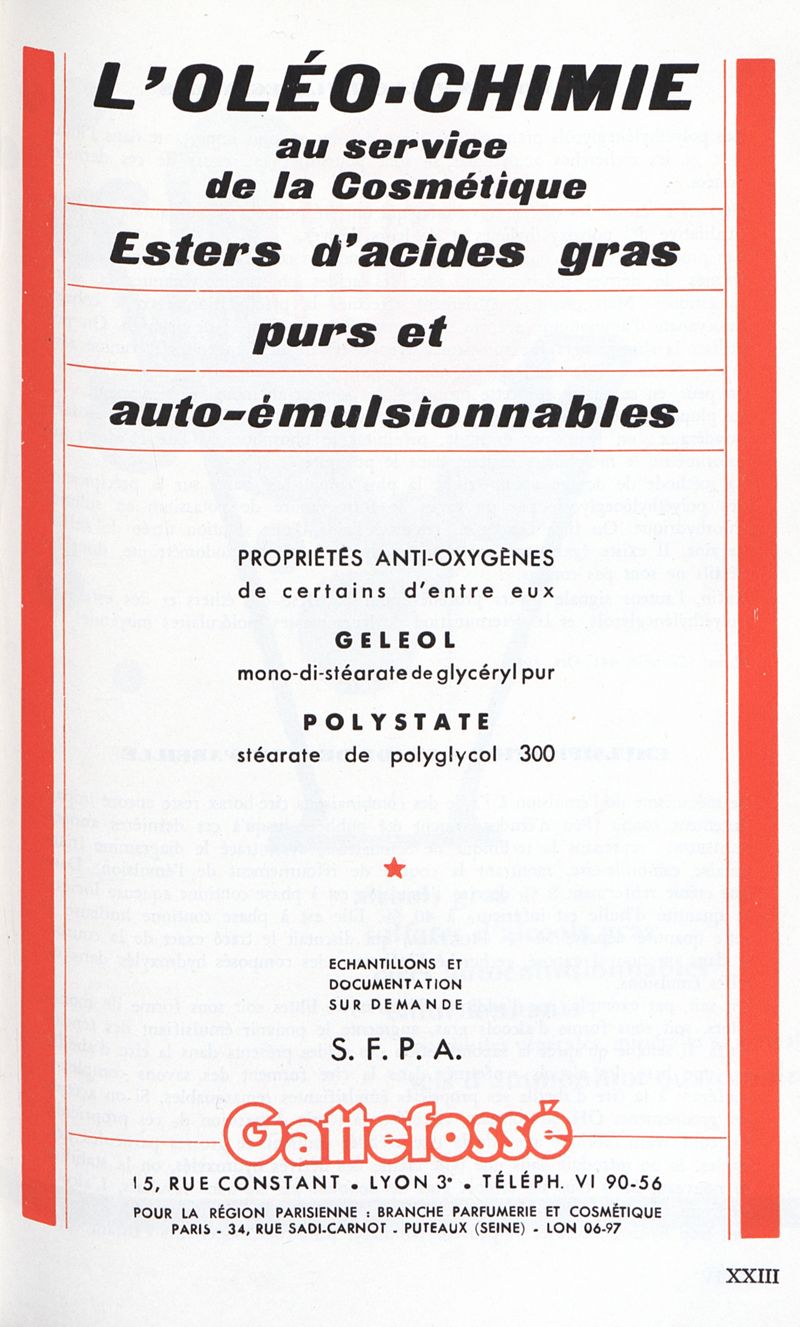 L'OLÉO-CHIMIE
au service
de la Cosmétique
Esters d'acides gras
purs et
auto-émulsionnables
PROPRIÉTÉS ANTI-OXYGÈNES
de certains d'entre eux
GELEOL
mono-di-stéarate de glycéryl pur
POLYSTATE
stéarate de polyglycol 300
ÉCHANTILLONS ET
DOCUMENTATION
SUR DEMANDE
S. F. P. A.
Gattefossé
15, RUE CONSTANT • LYON 3e • TÉLÉPH. VI 90-56
POUR LA RÉGION PARISIENNE : BRANCHE PARFUMERIE ET COSMÉTIQUE
PARIS - 34, RUE SADI-CARNOT - PUTEAUX (SEINE) - LON 06-97
XXIII